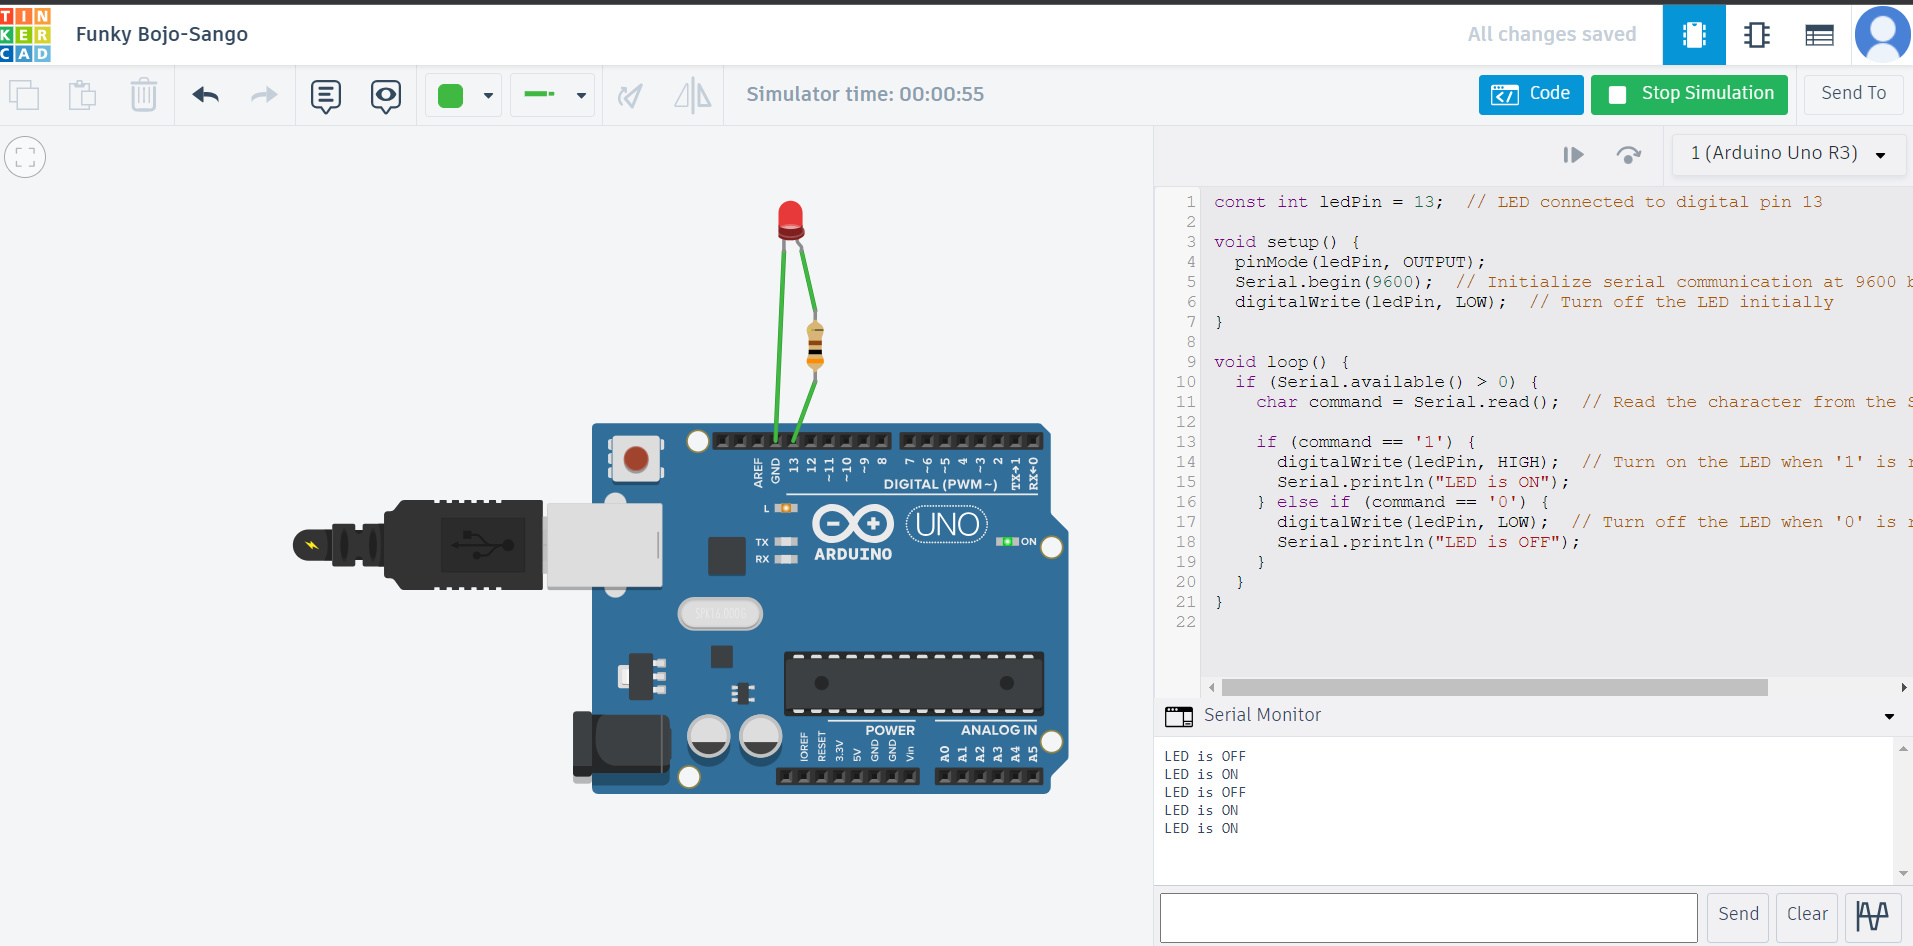 TIN
KER
CAD
Funky Bojo-Sango
All changes saved
Simulator time: 00:00:55
Code
Stop Simulation
Send To
1 (Arduino Uno R3)
1 const int ledPin = 13;  // LED connected to digital pin 13
2
3 void setup() {
4   pinMode(ledPin, OUTPUT);
5   Serial.begin(9600);  // Initialize serial communication at 9600 b
6   digitalWrite(ledPin, LOW);  // Turn off the LED initially
7 }
8
9 void loop() {
10   if (Serial.available() > 0) {
11     char command = Serial.read();  // Read the character from the S
12
13     if (command == '1') {
14       digitalWrite(ledPin, HIGH);  // Turn on the LED when '1' is r
15       Serial.println("LED is ON");
16     } else if (command == '0') {
17       digitalWrite(ledPin, LOW);  // Turn off the LED when '0' is r
18       Serial.println("LED is OFF");
19     }
20   }
21 }
22
Serial Monitor
LED is OFF
LED is ON
LED is OFF
LED is ON
LED is ON
Send
Clear
AREF GND 13 12 ~11 ~10 ~9 8 7 ~6 ~5 4 ~3 2 TX→1 RX←0
DIGITAL (PWM~)
L
UNO
TX
ON
RX
ARDUINO
POWER
ANALOG IN
IOREF RESET 3.3V 5V GND GND Vin A0 A1 A2 A3 A4 A5